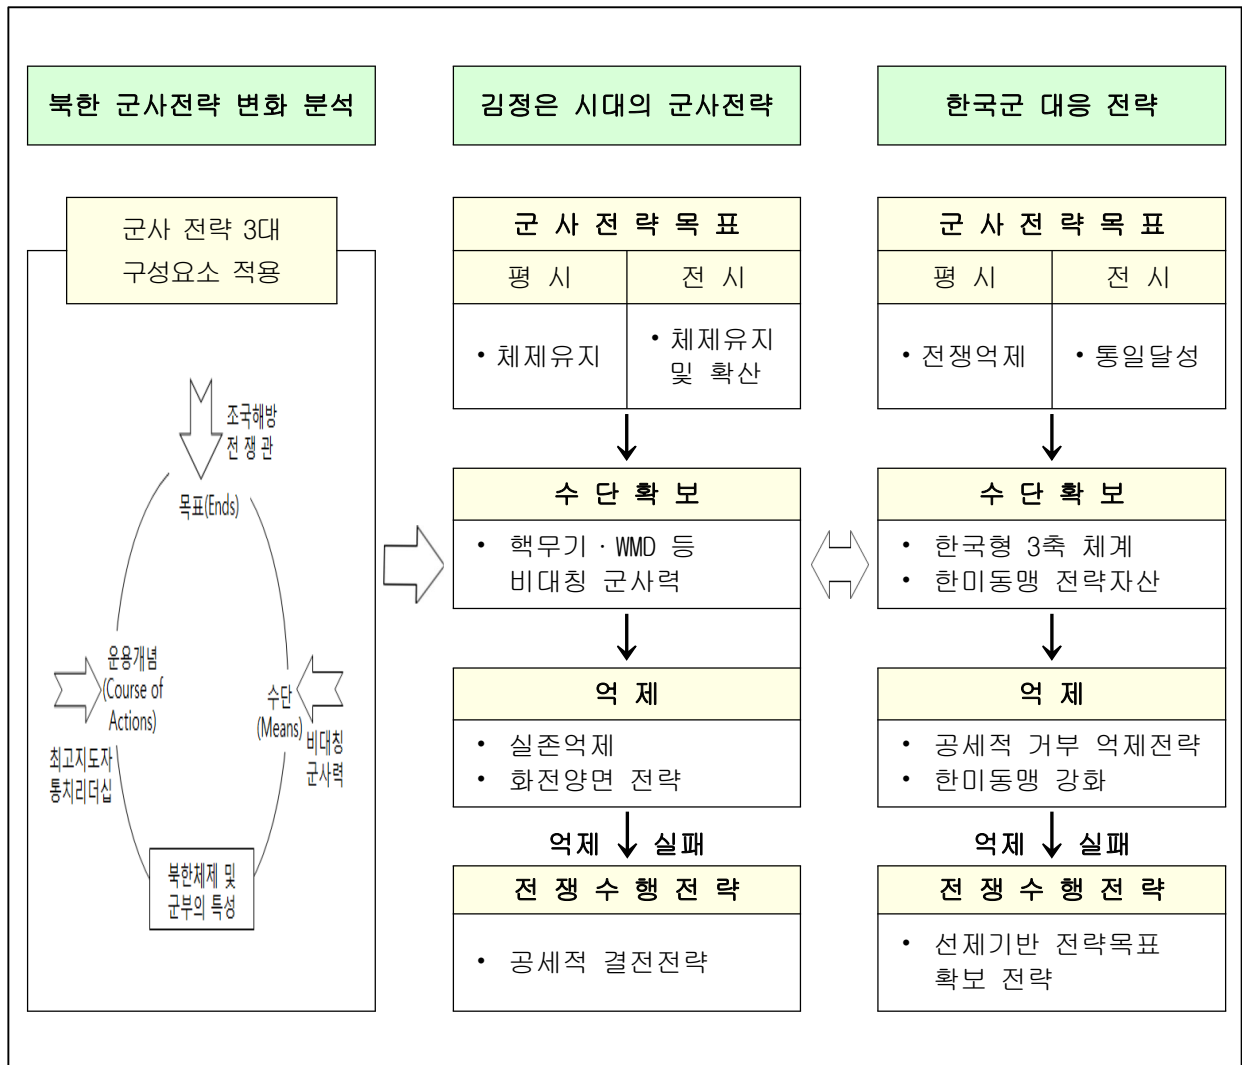 북한 군사전략 변화 분석
김정은 시대의 군사전략
한국군 대응 전략
군사 전략 3대
구성요소 적용
조국해방
전 쟁 관
목표(Ends)
운용개념
(Course of
Actions)
최고지도자
통치리더십
수단
(Means)
비대칭
군사력
북한체제 및
군부의 특성
군 사 전 략 목 표
평 시
전 시
• 체제유지
• 체제유지
및 확산
수 단 확 보
• 핵무기·WMD 등
비대칭 군사력
억 제
• 실존억제
• 화전양면 전략
억제 실패
전 쟁 수 행 전 략
• 공세적 결전전략
군 사 전 략 목 표
평 시
전 시
• 전쟁억제
• 통일달성
수 단 확 보
• 한국형 3축 체계
• 한미동맹 전략자산
억 제
• 공세적 거부 억제전략
• 한미동맹 강화
억제 실패
전 쟁 수 행 전 략
• 선제기반 전략목표
확보 전략